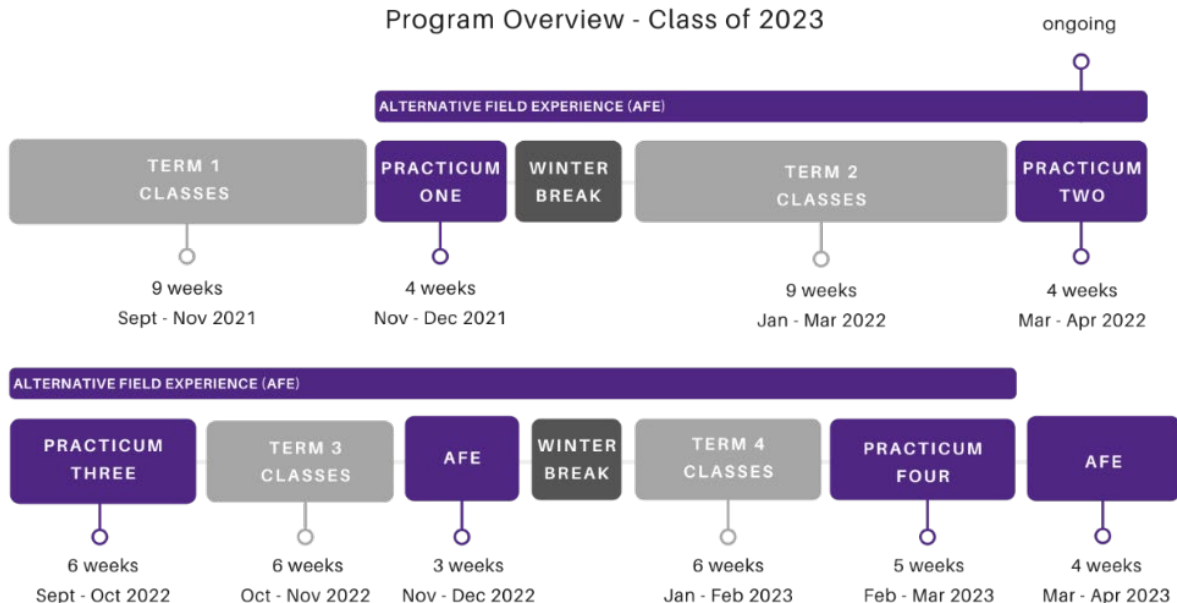 Program Overview - Class of 2023
ongoing
ALTERNATIVE FIELD EXPERIENCE (AFE)
TERM 1
CLASSES
PRACTICUM
ONE
WINTER
BREAK
TERM 2
CLASSES
PRACTICUM
TWO
9 weeks
Sept - Nov 2021
4 weeks
Nov - Dec 2021
9 weeks
Jan - Mar 2022
4 weeks
Mar - Apr 2022
ALTERNATIVE FIELD EXPERIENCE (AFE)
PRACTICUM
THREE
TERM 3
CLASSES
AFE
WINTER
BREAK
TERM 4
CLASSES
PRACTICUM
FOUR
AFE
6 weeks
Sept - Oct 2022
6 weeks
Oct - Nov 2022
3 weeks
Nov - Dec 2022
6 weeks
Jan - Feb 2023
5 weeks
Feb - Mar 2023
4 weeks
Mar - Apr 2023